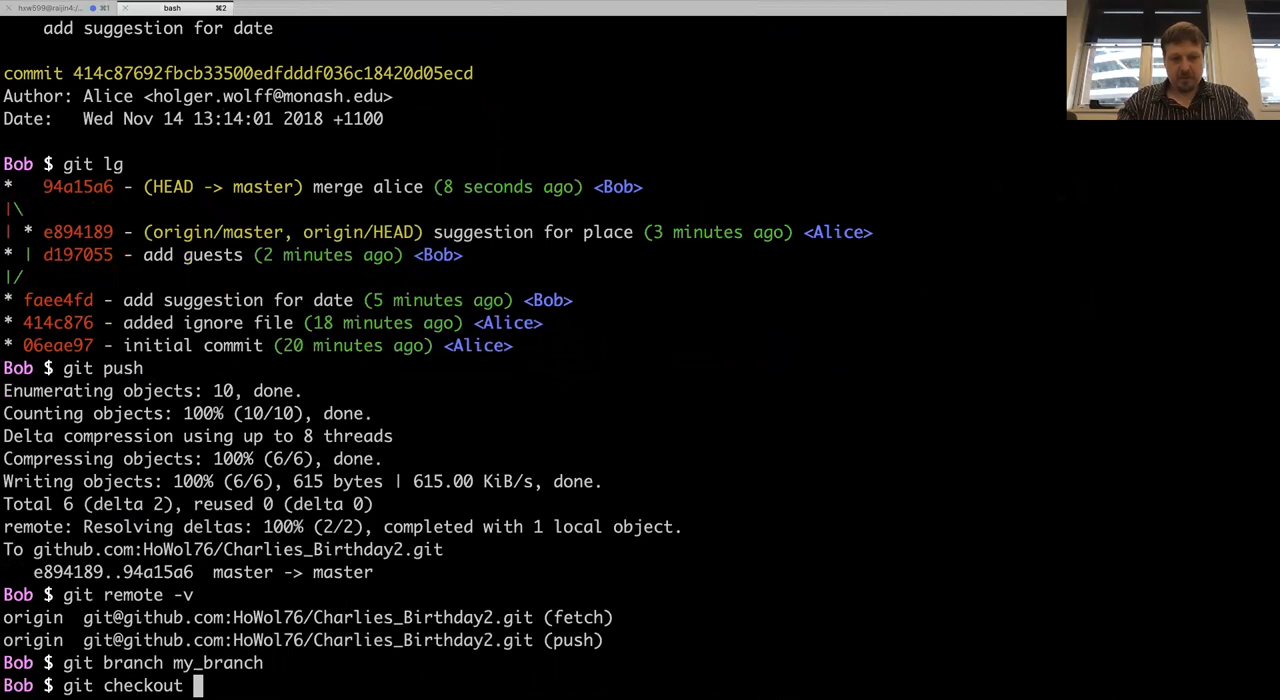 hxw599@raijin4:/... ⌘1 bash ⌘2
add suggestion for date
commit 414c87692fbcb33500edfdddf036c18420d05ecd
Author: Alice <holger.wolff@monash.edu>
Date:   Wed Nov 14 13:14:01 2018 +1100
Bob $ git lg
*   94a15a6 - (HEAD -> master) merge alice (8 seconds ago) <Bob>
|\
| * e894189 - (origin/master, origin/HEAD) suggestion for place (3 minutes ago) <Alice>
* | d197055 - add guests (2 minutes ago) <Bob>
|/
* faee4fd - add suggestion for date (5 minutes ago) <Bob>
* 414c876 - added ignore file (18 minutes ago) <Alice>
* 06eae97 - initial commit (20 minutes ago) <Alice>
Bob $ git push
Enumerating objects: 10, done.
Counting objects: 100% (10/10), done.
Delta compression using up to 8 threads
Compressing objects: 100% (6/6), done.
Writing objects: 100% (6/6), 615 bytes | 615.00 KiB/s, done.
Total 6 (delta 2), reused 0 (delta 0)
remote: Resolving deltas: 100% (2/2), completed with 1 local object.
To github.com:HoWol76/Charlies_Birthday2.git
   e894189..94a15a6  master -> master
Bob $ git remote -v
origin  git@github.com:HoWol76/Charlies_Birthday2.git (fetch)
origin  git@github.com:HoWol76/Charlies_Birthday2.git (push)
Bob $ git branch my_branch
Bob $ git checkout